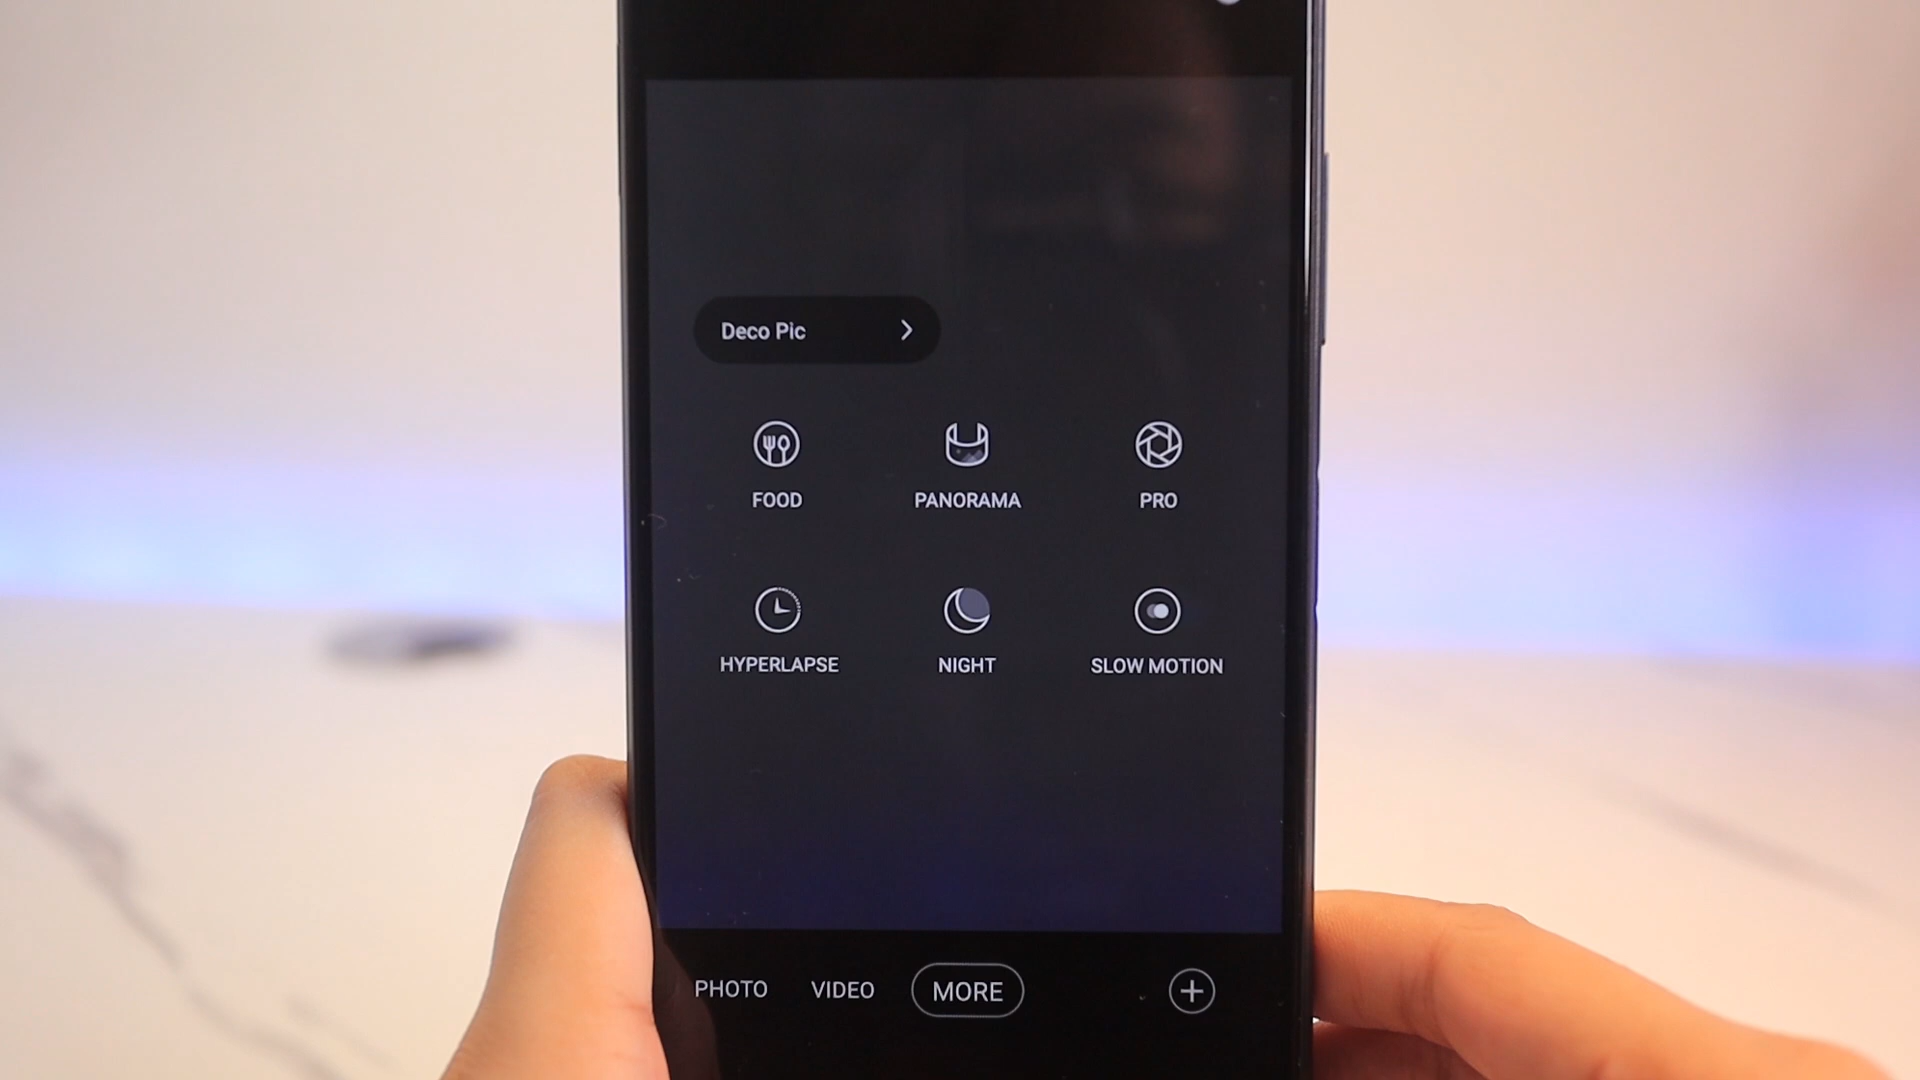 Deco Pic
FOOD PANORAMA PRO
HYPERLAPSE NIGHT SLOW MOTION
PHOTO VIDEO MORE